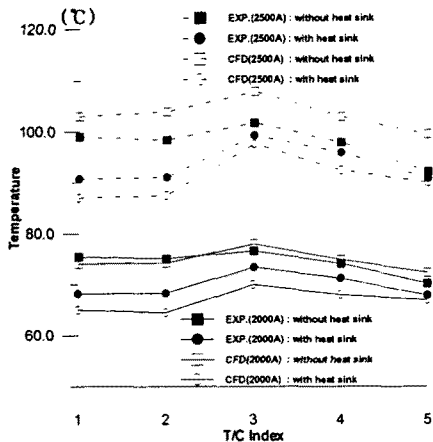 (℃)
120.0
EXP.(2500A) : without heat sink
EXP.(2500A) : with heat sink
CFD(2500A) : without heat sink
CFD(2500A) : with heat sink
100.0
Temperature
80.0
60.0
EXP.(2000A) : without heat sink
EXP.(2000A) : with heat sink
CFD(2000A) : without heat sink
CFD(2000A) : with heat sink
1 2 3 4 5
T/C Index